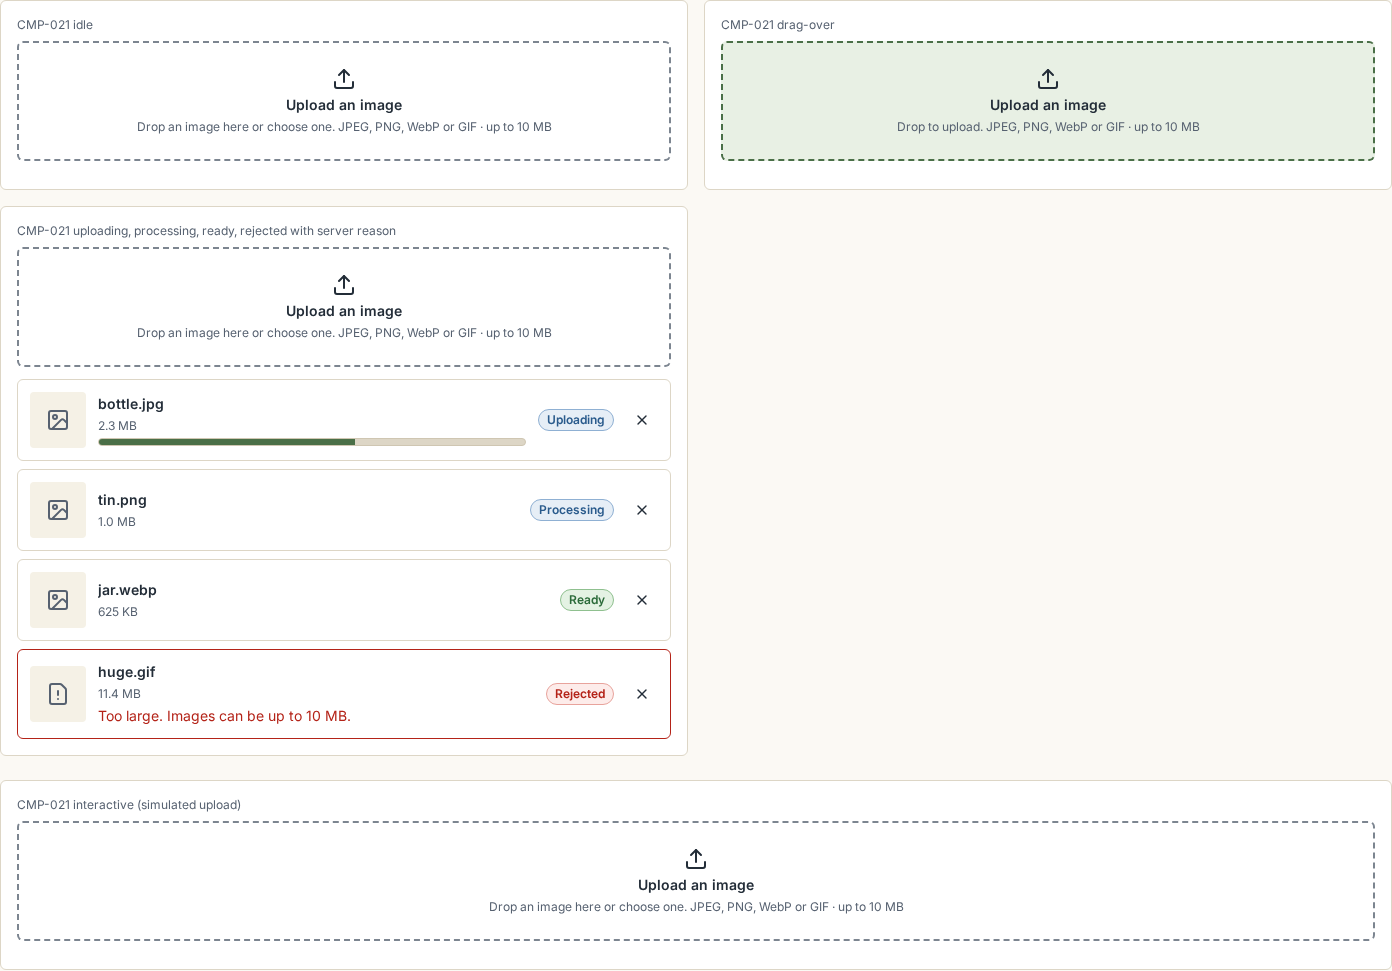 CMP-021 idle
Upload an image
Drop an image here or choose one. JPEG, PNG, WebP or GIF · up to 10 MB
CMP-021 drag-over
Upload an image
Drop to upload. JPEG, PNG, WebP or GIF · up to 10 MB
CMP-021 uploading, processing, ready, rejected with server reason
Upload an image
Drop an image here or choose one. JPEG, PNG, WebP or GIF · up to 10 MB
bottle.jpg
2.3 MB
Uploading
tin.png
1.0 MB
Processing
jar.webp
625 KB
Ready
huge.gif
11.4 MB
Too large. Images can be up to 10 MB.
Rejected
CMP-021 interactive (simulated upload)
Upload an image
Drop an image here or choose one. JPEG, PNG, WebP or GIF · up to 10 MB